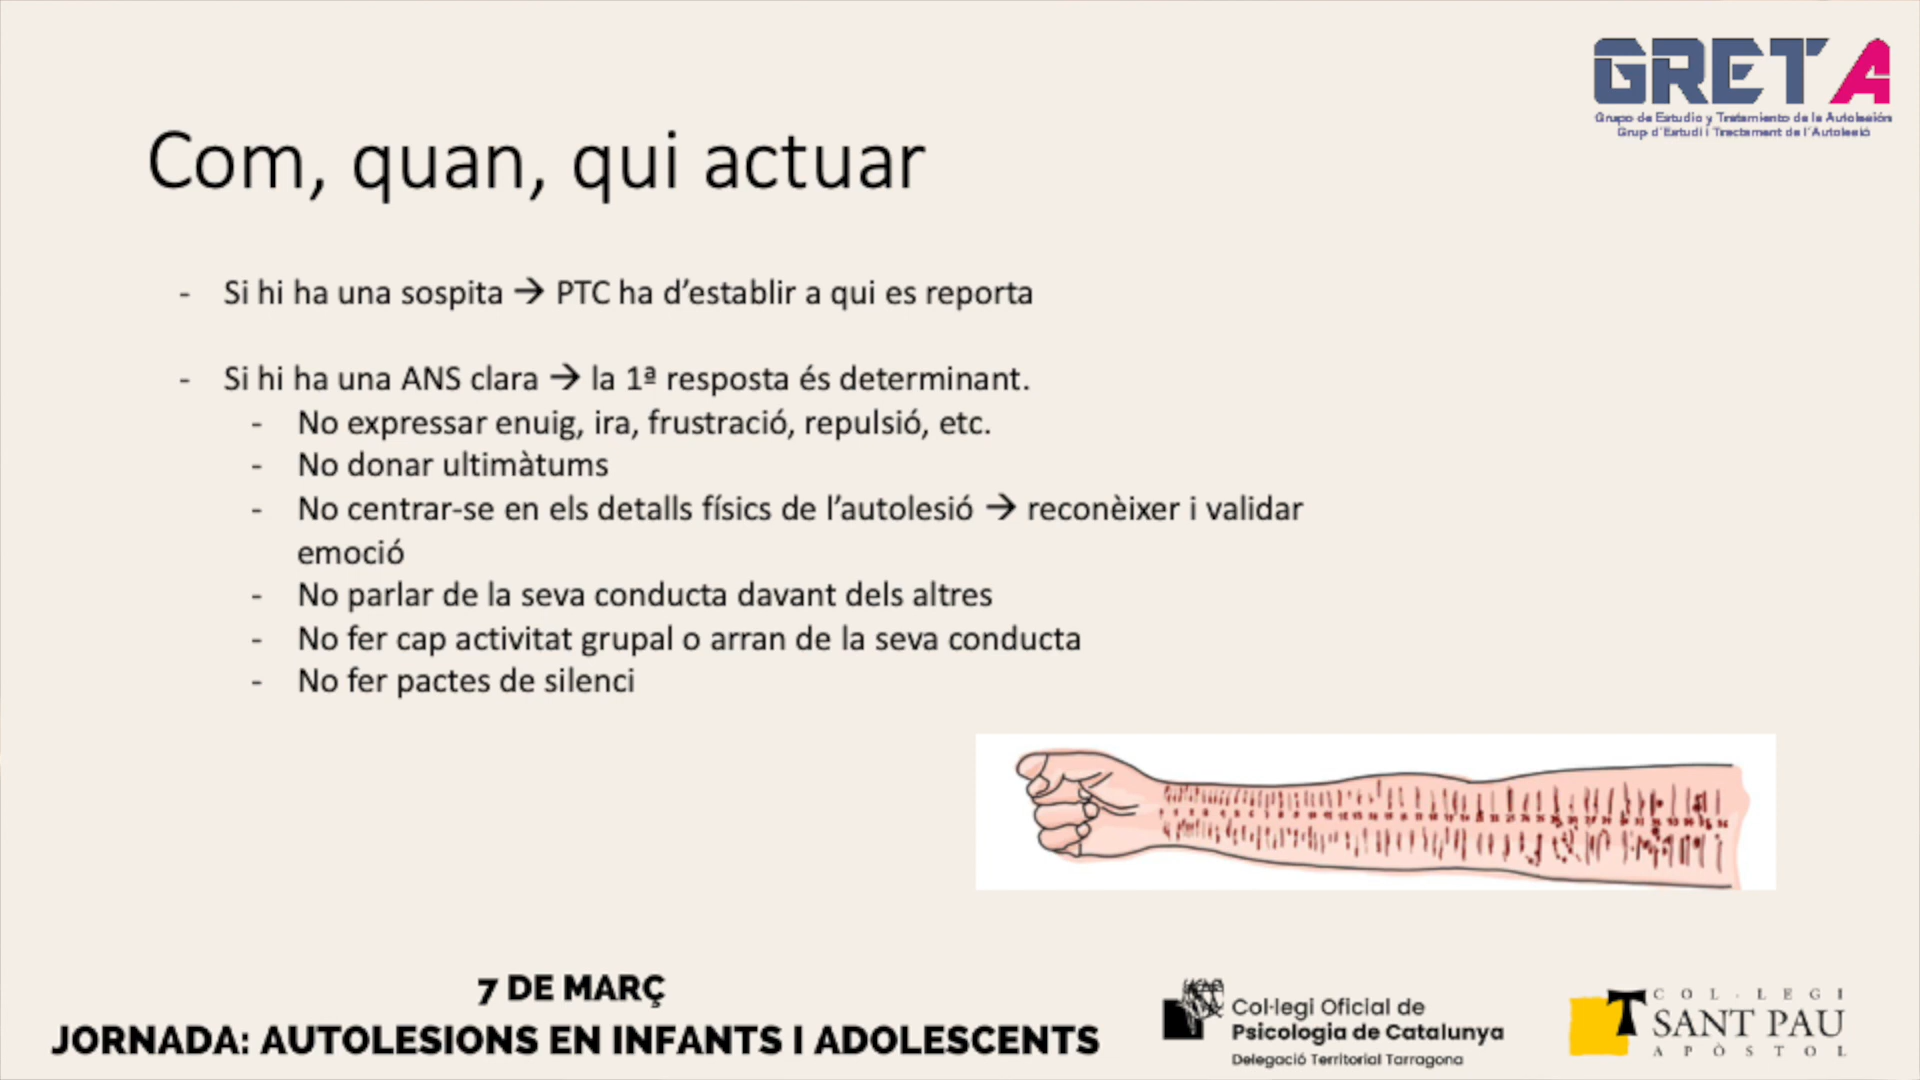 GRETA
Grupo de Estudio y Tratamiento de la Autolesión
Grup d'Estudi i Tractament de l'Autolesió
Com, quan, qui actuar
- Si hi ha una sospita → PTC ha d’establir a qui es reporta
- Si hi ha una ANS clara → la 1ª resposta és determinant.
- No expressar enuig, ira, frustració, repulsió, etc.
- No donar ultimàtums
- No centrar-se en els detalls físics de l’autolesió → reconèixer i validar
emoció
- No parlar de la seva conducta davant dels altres
- No fer cap activitat grupal o arran de la seva conducta
- No fer pactes de silenci
7 DE MARÇ
JORNADA: AUTOLESIONS EN INFANTS I ADOLESCENTS
Col·legi Oficial de
Psicologia de Catalunya
Delegació Territorial Tarragona
COL·LEGI
SANT PAU
APÒSTOL